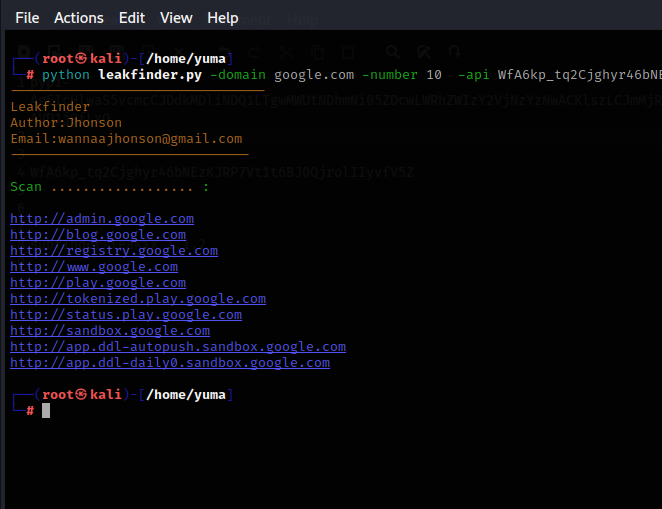 File Actions Edit View Help
(root㉿kali)-[/home/yuma]
# python leakfinder.py -domain google.com -number 10 -api WfA6kp_tq2Cjghyr46bNE
--------------------------------
Leakfinder
Author:Jhonson
Email:wannaajhonson@gmail.com
------------------------------
Scan .................. :
http://admin.google.com
http://blog.google.com
http://registry.google.com
http://www.google.com
http://play.google.com
http://tokenized.play.google.com
http://status.play.google.com
http://sandbox.google.com
http://app.ddl-autopush.sandbox.google.com
http://app.ddl-daily0.sandbox.google.com
(root㉿kali)-[/home/yuma]
#